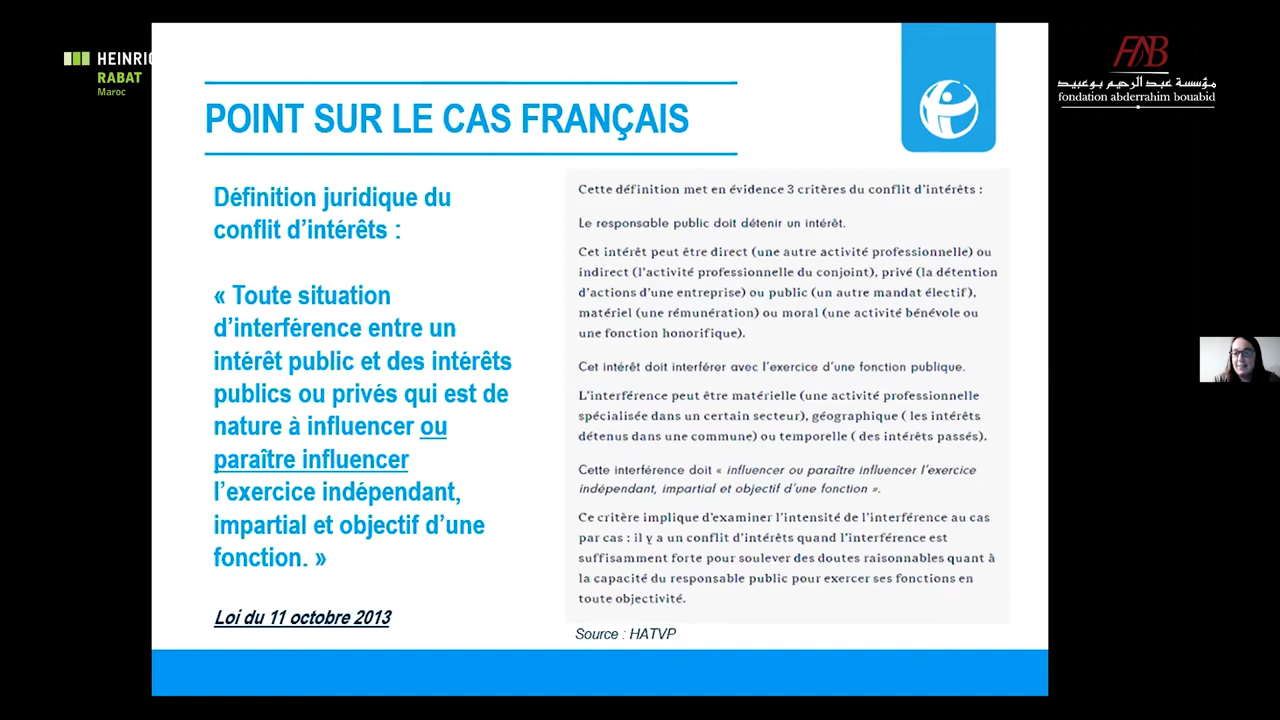 HEINRIC
RABAT
Maroc
FAB
مؤسسة عبد الرحيم بوعبيد
fondation abderrahim bouabid
POINT SUR LE CAS FRANÇAIS
Définition juridique du
conflit d’intérêts :
« Toute situation
d’interférence entre un
intérêt public et des intérêts
publics ou privés qui est de
nature à influencer ou
paraître influencer
l’exercice indépendant,
impartial et objectif d’une
fonction. »
Loi du 11 octobre 2013
Cette définition met en évidence 3 critères du conflit d’intérêts :
Le responsable public doit détenir un intérêt.
Cet intérêt peut être direct (une autre activité professionnelle) ou
indirect (l’activité professionnelle du conjoint), privé (la détention
d’actions d’une entreprise) ou public (un autre mandat électif),
matériel (une rémunération) ou moral (une activité bénévole ou
une fonction honorifique).
Cet intérêt doit interférer avec l’exercice d’une fonction publique.
L’interférence peut être matérielle (une activité professionnelle
spécialisée dans un certain secteur), géographique ( les intérêts
détenus dans une commune) ou temporelle ( des intérêts passés).
Cette interférence doit « influencer ou paraître influencer l’exercice
indépendant, impartial et objectif d’une fonction ».
Ce critère implique d’examiner l’intensité de l’interférence au cas
par cas : il y a un conflit d’intérêts quand l’interférence est
suffisamment forte pour soulever des doutes raisonnables quant à
la capacité du responsable public pour exercer ses fonctions en
toute objectivité.
Source : HATVP